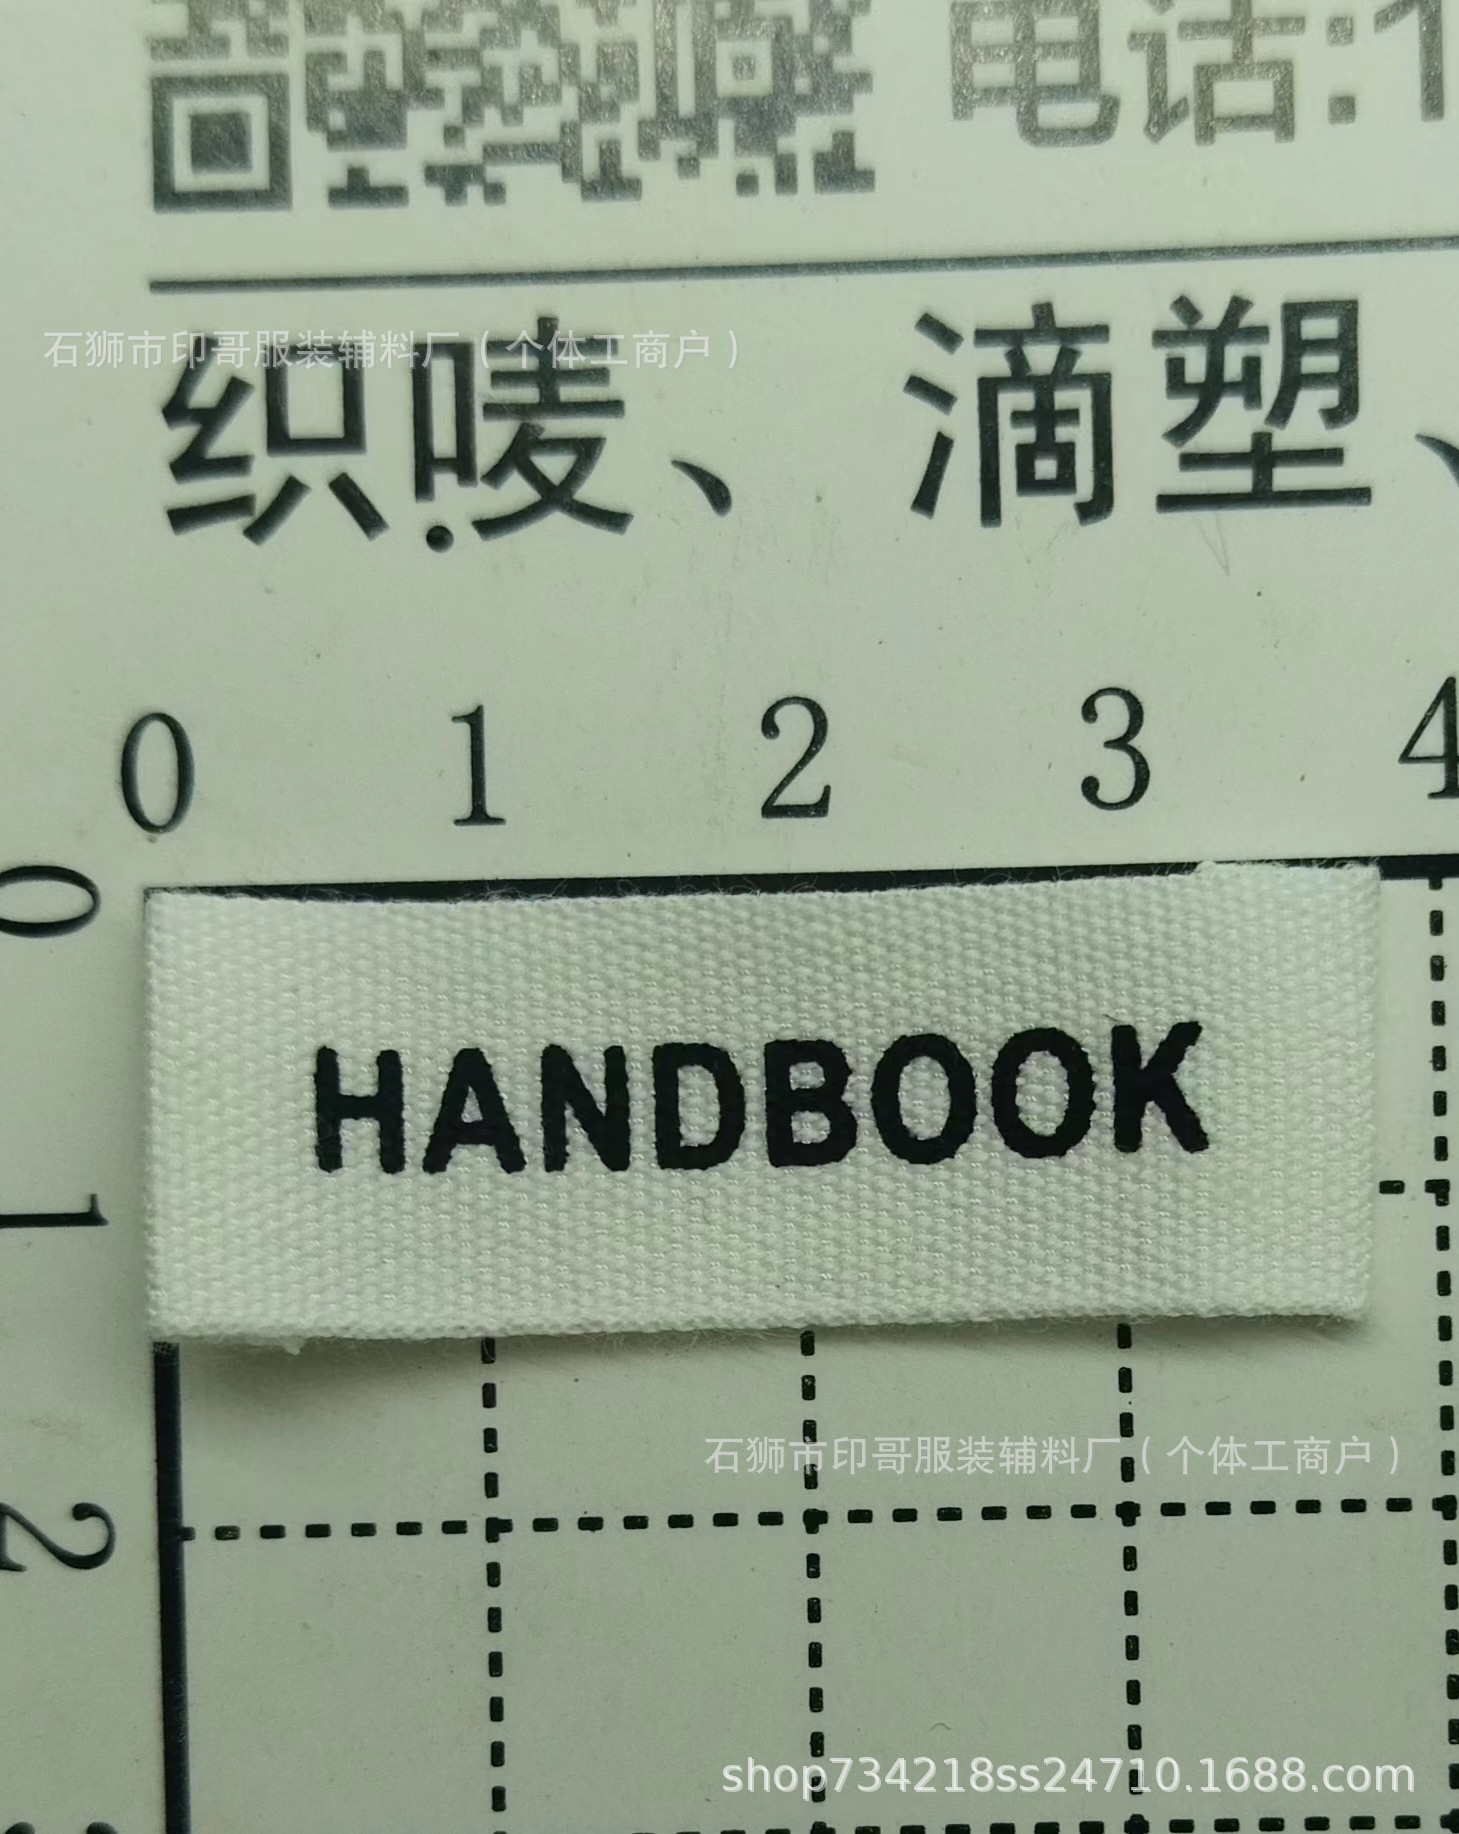 电话:1
石狮市印哥服装辅料厂(个体工商户)
织唛、滴塑、
0 1 2 3 4
0
HANDBOOK
1
石狮市印哥服装辅料厂(个体工商户)
2
shop734218ss24710.1688.com